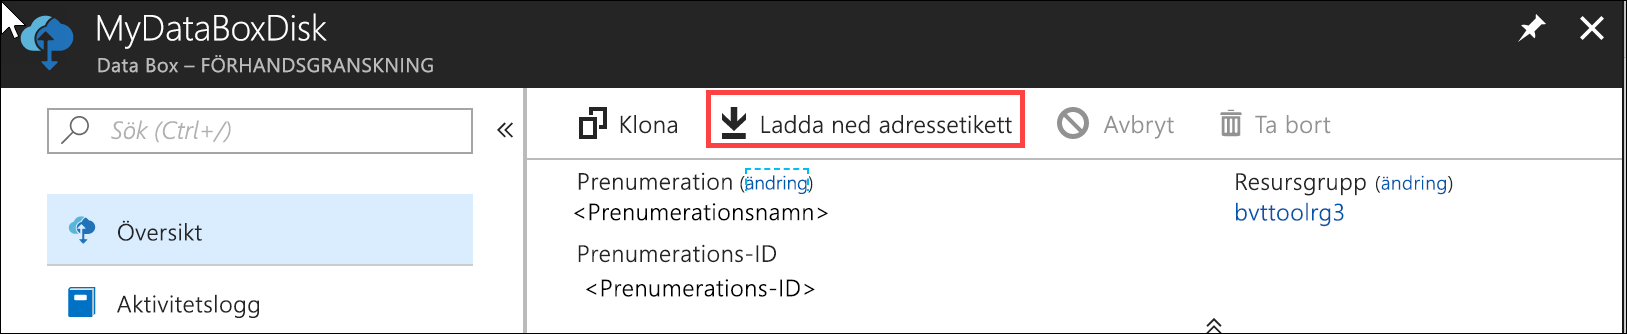 MyDataBoxDisk
Data Box – FÖRHANDSGRANSKNING
Sök (Ctrl+/)
«
Översikt
Aktivitetslogg
Klona
Ladda ned adressetikett
Avbryt
Ta bort
Prenumeration (ändring)
<Prenumerationsnamn>
Prenumerations-ID
<Prenumerations-ID>
Resursgrupp (ändring)
bvttoolrg3